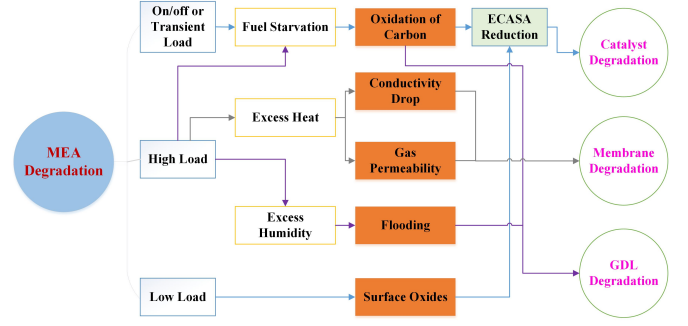 MEA
Degradation
On/off or
Transient
Load
High Load
Low Load
Fuel Starvation
Excess Heat
Excess
Humidity
Oxidation of
Carbon
Conductivity
Drop
Gas
Permeability
Flooding
Surface Oxides
ECASA
Reduction
Catalyst
Degradation
Membrane
Degradation
GDL
Degradation